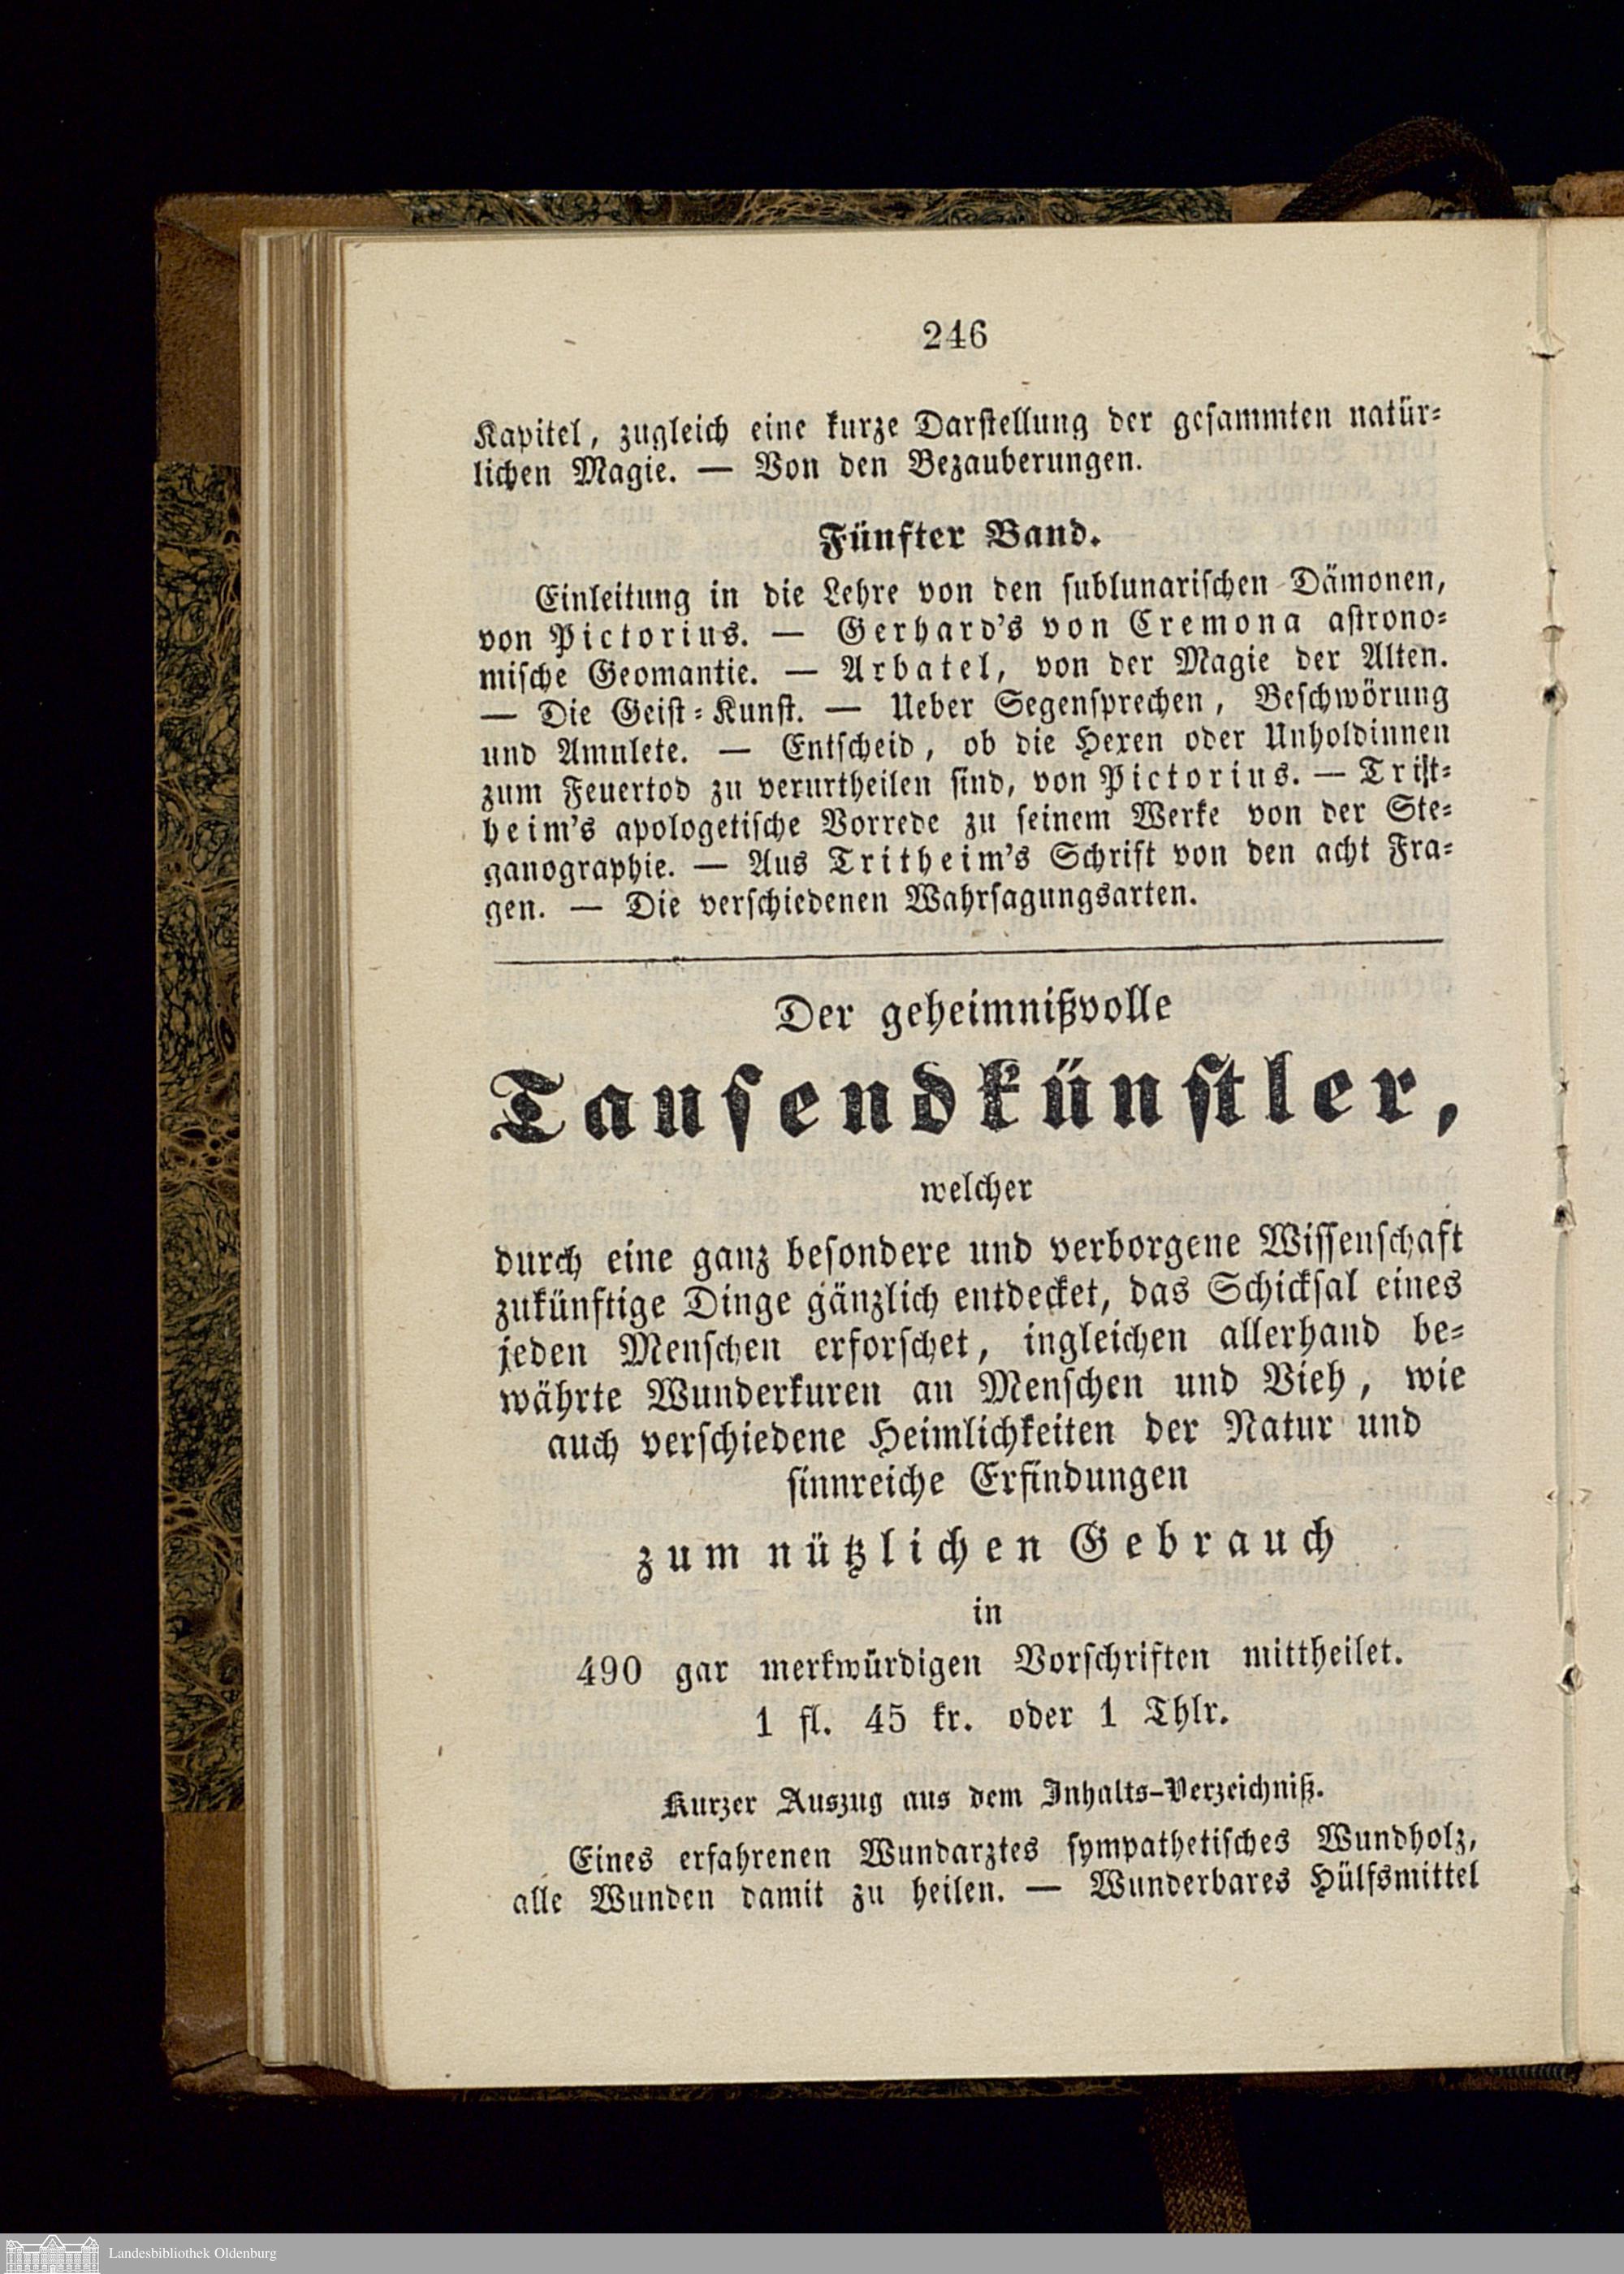 246
Kapitel, zugleich eine kurze Darstellung der gesammten natür-
lichen Magie. — Von den Bezauberungen.
Fünfter Band.
Einleitung in die Lehre von den sublunarischen Dämonen,
von Pictorius. — Gerhard's von Cremona astrono-
mische Geomantie. — Arbatel, von der Magie der Alten.
— Die Geist-Kunst. — Ueber Segensprechen, Beschwörung
und Amulete. — Entscheid, ob die Hexen oder Unholdinnen
zum Feuertod zu verurtheilen sind, von Pictorius. — Trist-
heim's apologetische Vorrede zu seinem Werke von der Ste-
ganographie. — Aus Tritheim's Schrift von den acht Fra-
gen. — Die verschiedenen Wahrsagungsarten.
Der geheimnißvolle
Tausendkünstler,
welcher
durch eine ganz besondere und verborgene Wissenschaft
zukünftige Dinge gänzlich entdecket, das Schicksal eines
jeden Menschen erforschet, ingleichen allerhand be-
währte Wunderkuren an Menschen und Vieh, wie
auch verschiedene Heimlichkeiten der Natur und
sinnreiche Erfindungen
zum nützlichen Gebrauch
in
490 gar merkwürdigen Vorschriften mittheilet.
1 fl. 45 kr. oder 1 Thlr.
Kurzer Auszug aus dem Inhalts-Verzeichniß.
Eines erfahrenen Wundarztes sympathetisches Wundholz,
alle Wunden damit zu heilen. — Wunderbares Hülfsmittel
Landesbibliothek Oldenburg